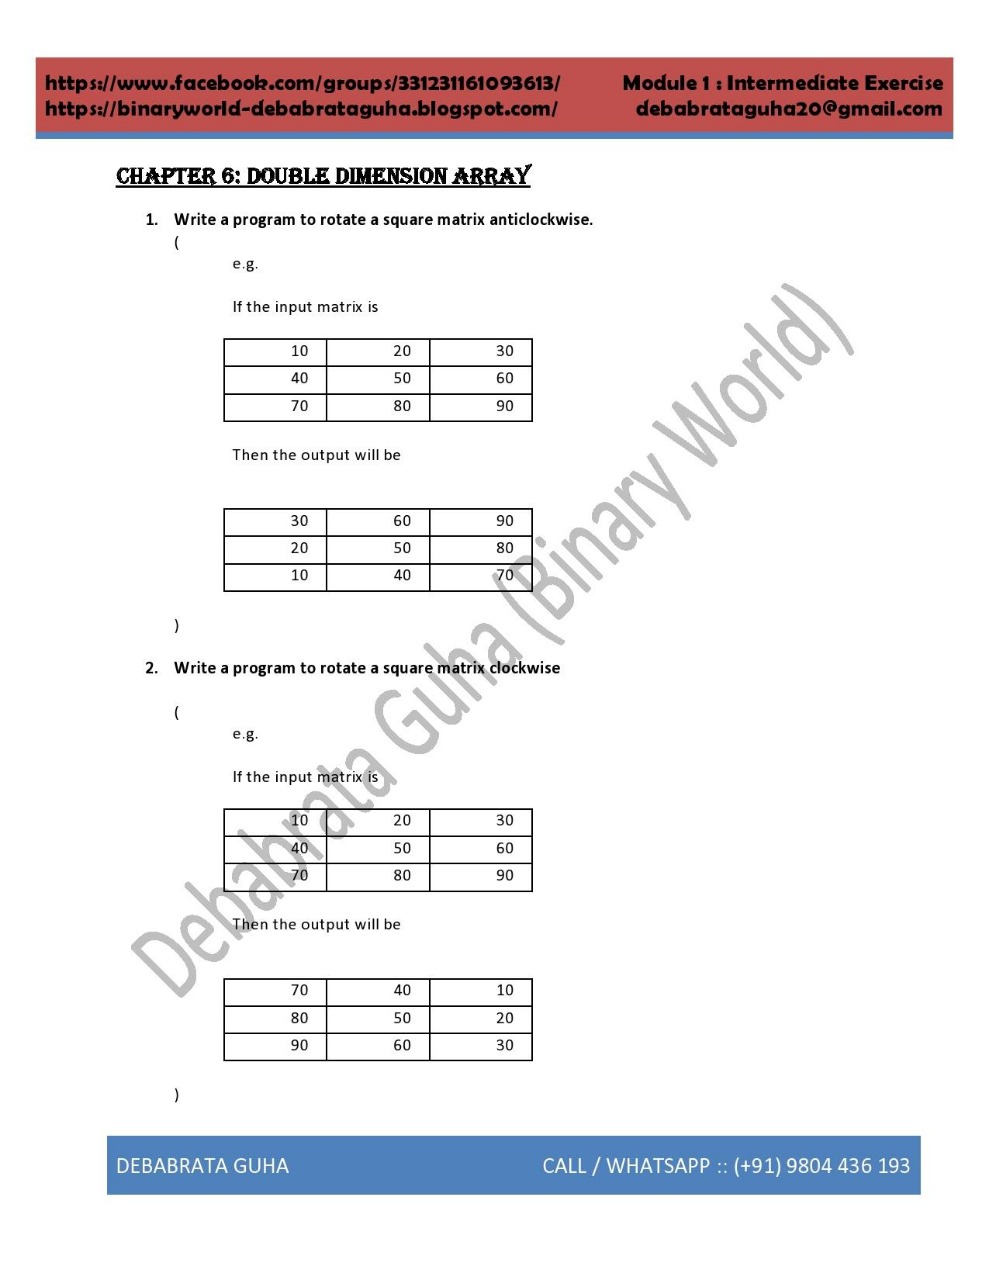 https://www.facebook.com/groups/331231161093613/ Module 1 : Intermediate Exercise
https://binaryworld-debabrataguha.blogspot.com/ debabrataguha20@gmail.com
CHAPTER 6: DOUBLE DIMENSION ARRAY
1. Write a program to rotate a square matrix anticlockwise.
(
e.g.
If the input matrix is
10 20 30
40 50 60
70 80 90
Then the output will be
30 60 90
20 50 80
10 40 70
)
2. Write a program to rotate a square matrix clockwise
(
e.g.
If the input matrix is
10 20 30
40 50 60
70 80 90
Then the output will be
70 40 10
80 50 20
90 60 30
)
Debabrata Guha (Binary World)
DEBABRATA GUHA CALL / WHATSAPP :: (+91) 9804 436 193